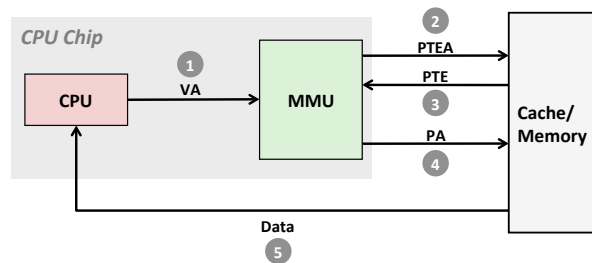 CPU Chip
2
PTEA
1
CPU
VA
MMU
PTE
3
Cache/
Memory
PA
4
Data
5